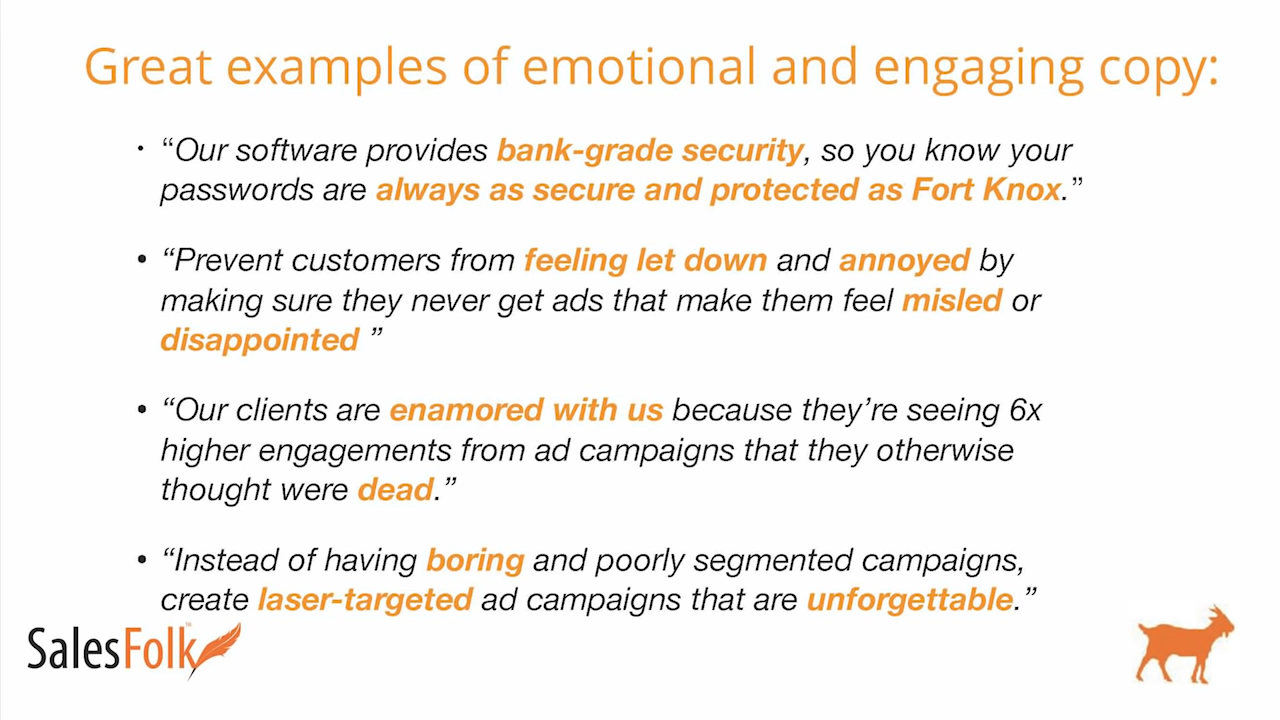 Great examples of emotional and engaging copy:
• “Our software provides bank-grade security, so you know your
passwords are always as secure and protected as Fort Knox.”
• “Prevent customers from feeling let down and annoyed by
making sure they never get ads that make them feel misled or
disappointed ”
• “Our clients are enamored with us because they’re seeing 6x
higher engagements from ad campaigns that they otherwise
thought were dead.”
• “Instead of having boring and poorly segmented campaigns,
create laser-targeted ad campaigns that are unforgettable.”
SalesFolk™